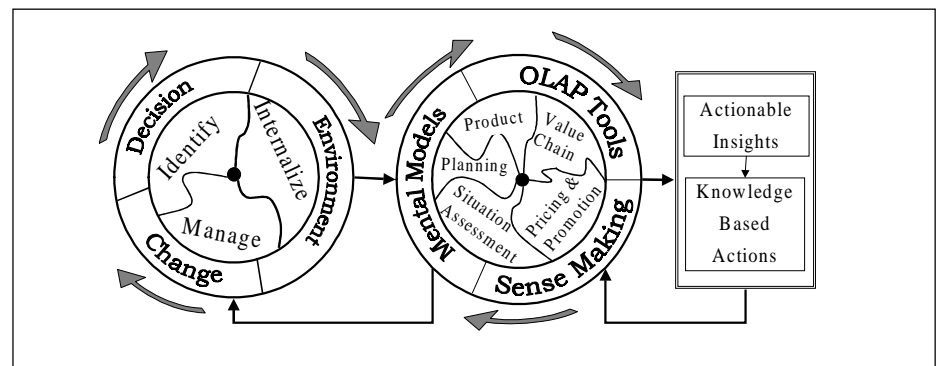 Decision
Environment
Change
Identify
Internalize
Manage
Mental Models
OLAP Tools
Sense Making
Product
Value
Chain
Planning
Situation
Assessment
Pricing &
Promotion
Actionable
Insights
Knowledge
Based
Actions